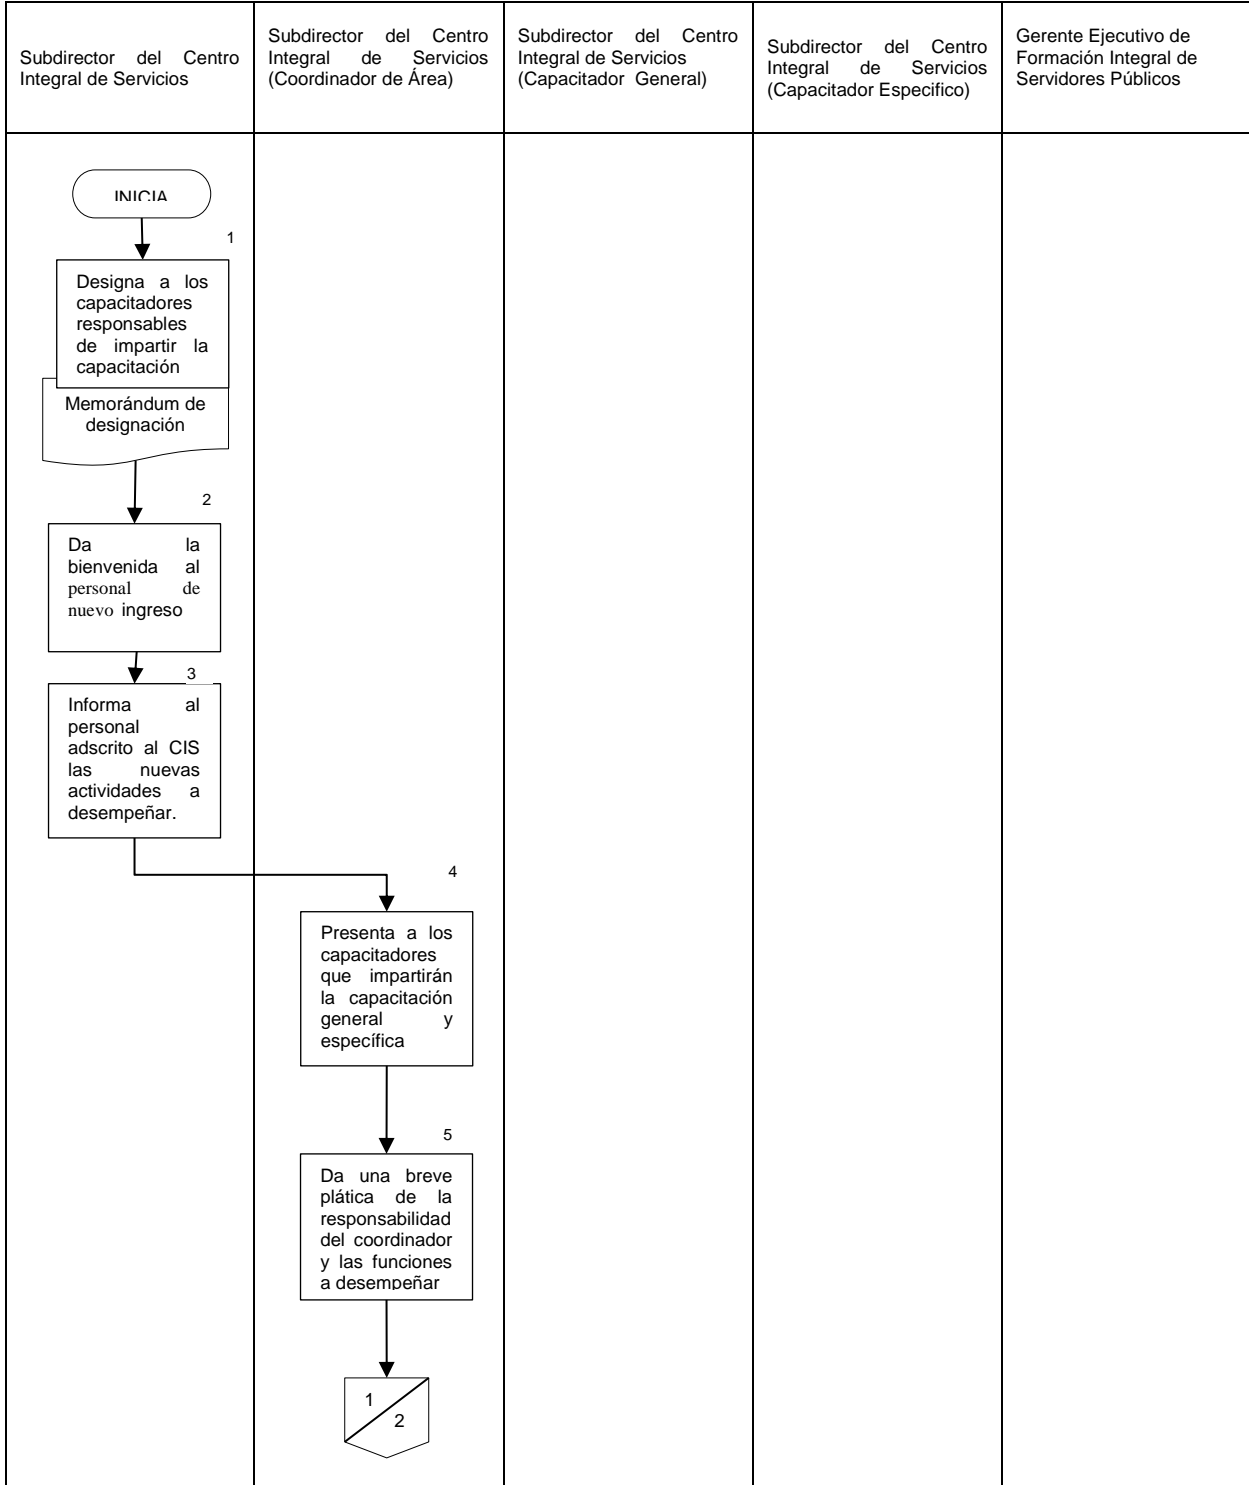 Subdirector del Centro
Integral de Servicios
Subdirector del Centro
Integral de Servicios
(Coordinador de Área)
Subdirector del Centro
Integral de Servicios
(Capacitador General)
Subdirector del Centro
Integral de Servicios
(Capacitador Especifico)
Gerente Ejecutivo de
Formación Integral de
Servidores Públicos
INICIA
1
Designa a los
capacitadores
responsables
de impartir la
capacitación
Memorándum de
designación
2
Da la
bienvenida al
personal de
nuevo ingreso
3
Informa al
personal
adscrito al CIS
las nuevas
actividades a
desempeñar.
4
Presenta a los
capacitadores
que impartirán
la capacitación
general y
específica
5
Da una breve
plática de la
responsabilidad
del coordinador
y las funciones
a desempeñar
1
2